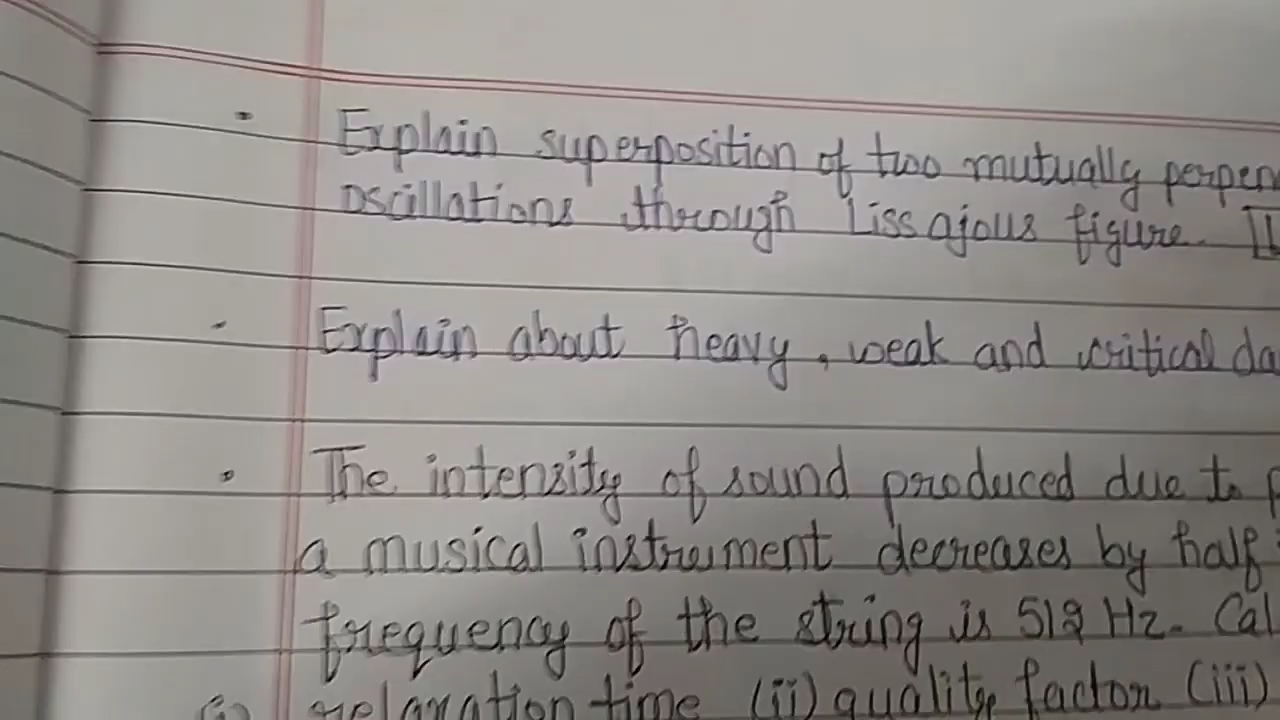 Explain superposition of two mutually perpen
oscillations through Lissajous figure.
Explain about heavy, weak and critical da
The intensity of sound produced due to
a musical instrument decreases by half
frequency of the string is 512 Hz. Cal
relaxation time (ii) quality factor (iii)